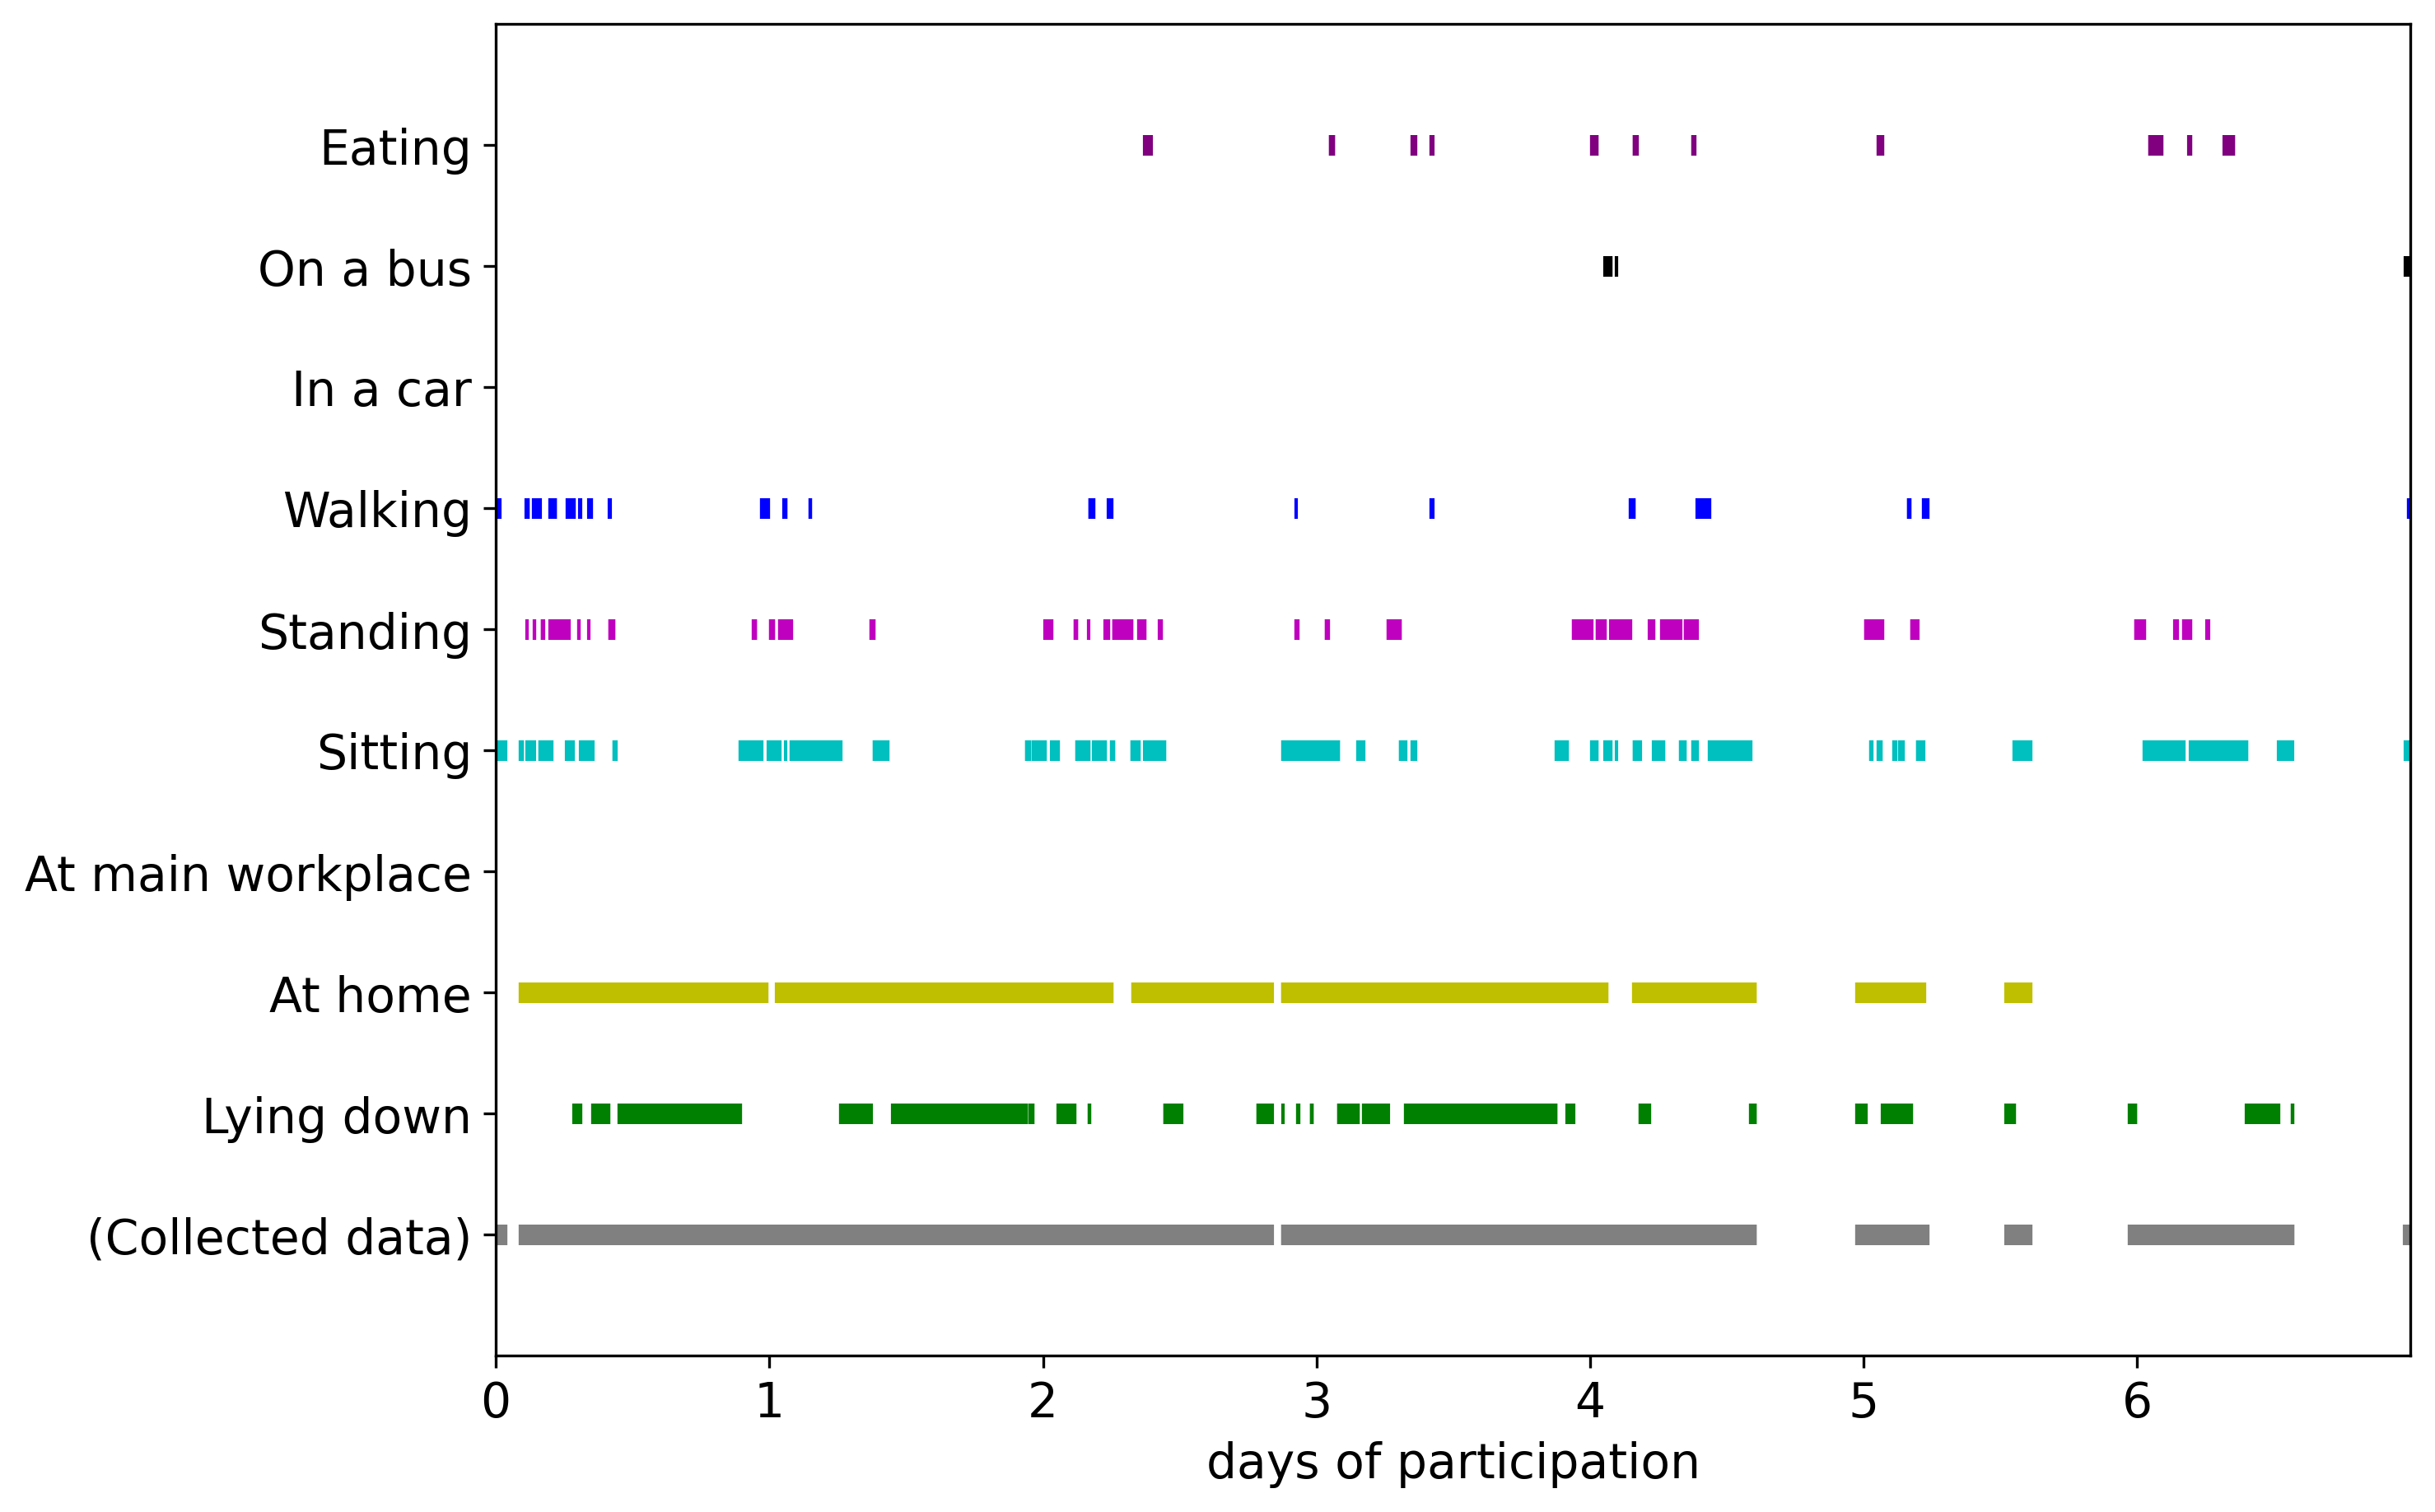 Eating
On a bus
In a car
Walking
Standing
Sitting
At main workplace
At home
Lying down
(Collected data)
0 1 2 3 4 5 6
days of participation